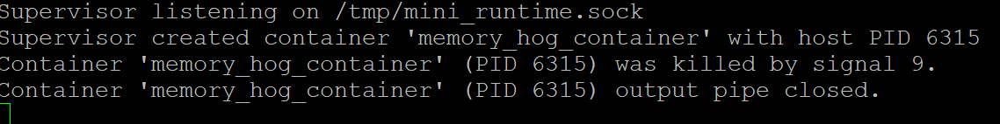 Supervisor listening on /tmp/mini_runtime.sock
Supervisor created container 'memory_hog_container' with host PID 6315
Container 'memory_hog_container' (PID 6315) was killed by signal 9.
Container 'memory_hog_container' (PID 6315) output pipe closed.